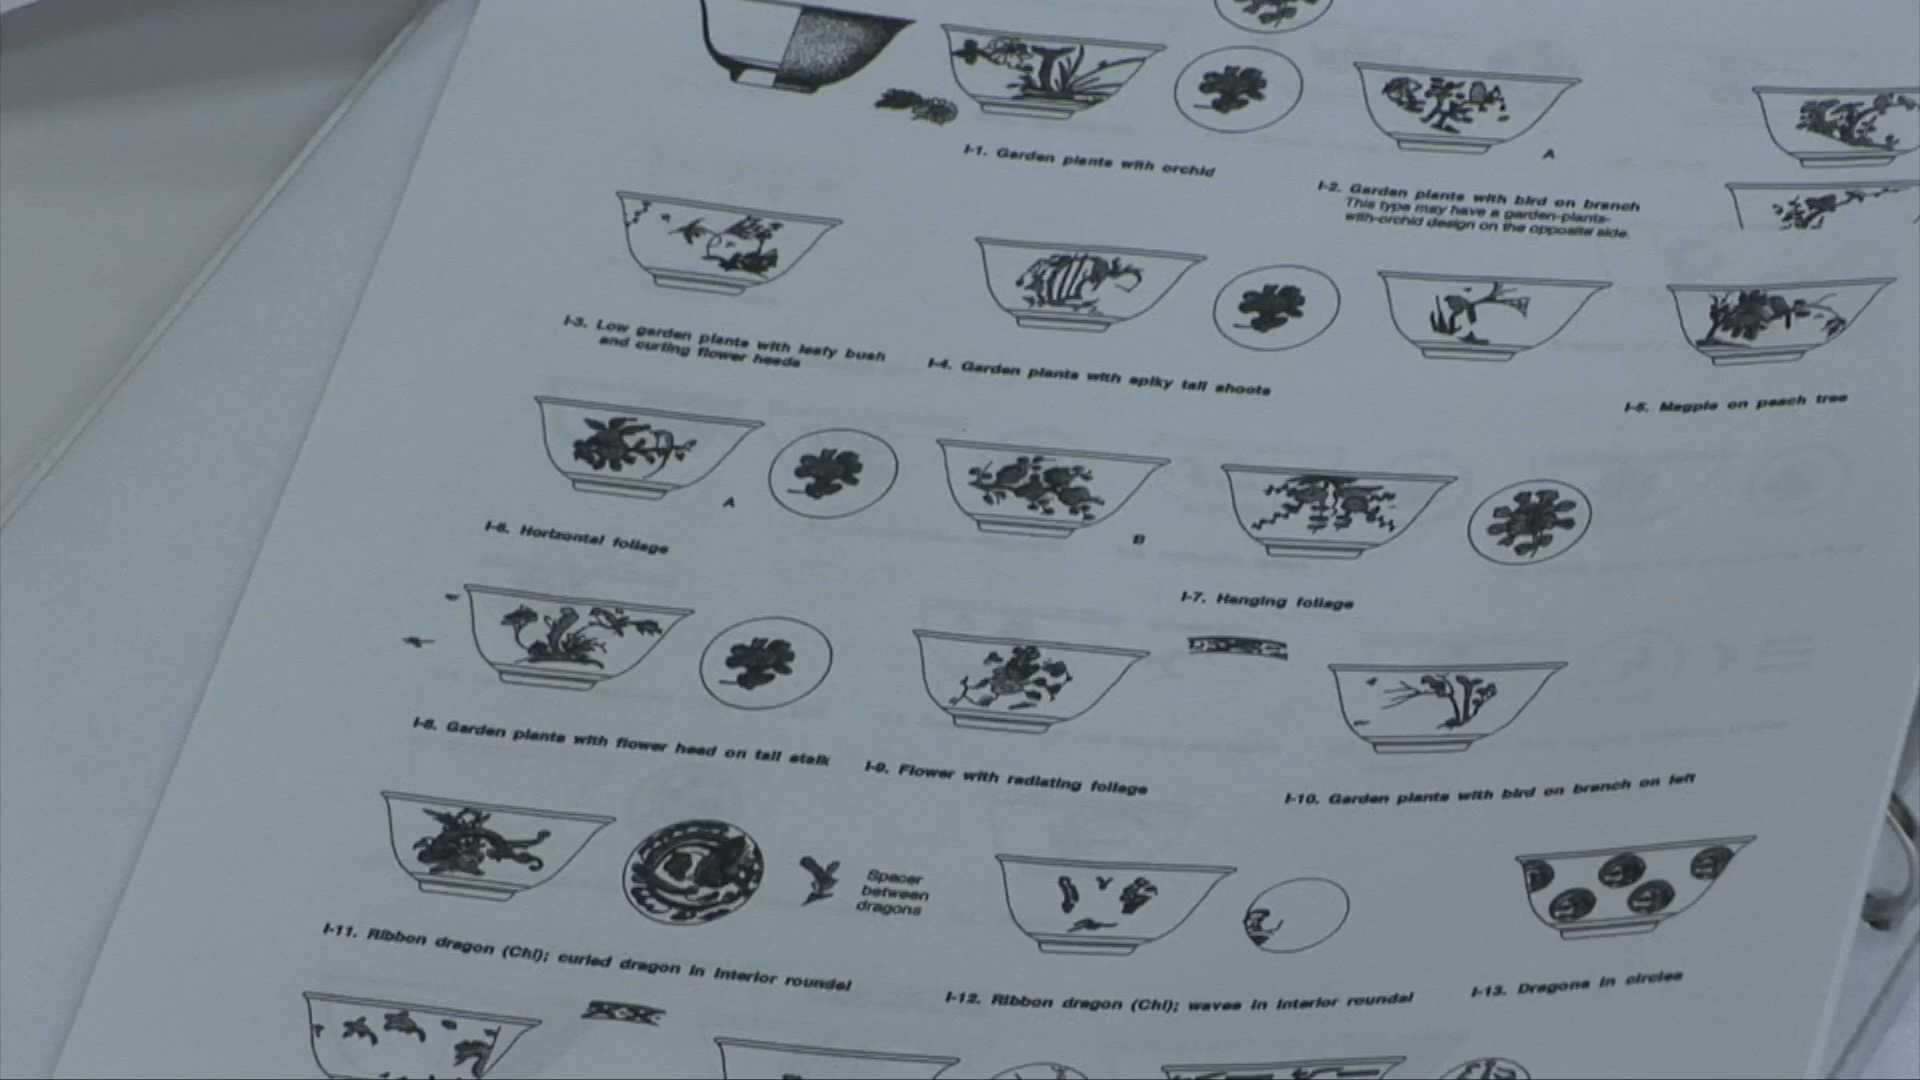 I-1. Garden plants with orchid
A
I-2. Garden plants with bird on branch
This type may have a garden-plants-
with-orchid design on the opposite side.
I-3. Low garden plants with leafy bush
and curling flower heads
I-4. Garden plants with spiky tall shoots
I-5. Magpie on peach tree
A
B
I-6. Horizontal foliage
I-7. Hanging foliage
I-8. Garden plants with flower head on tall stalk
I-9. Flower with radiating foliage
I-10. Garden plants with bird on branch on left
Spacer
between
dragons
I-11. Ribbon dragon (Chi); curled dragon in interior roundel
I-12. Ribbon dragon (Chi); waves in interior roundel
I-13. Dragons in circles